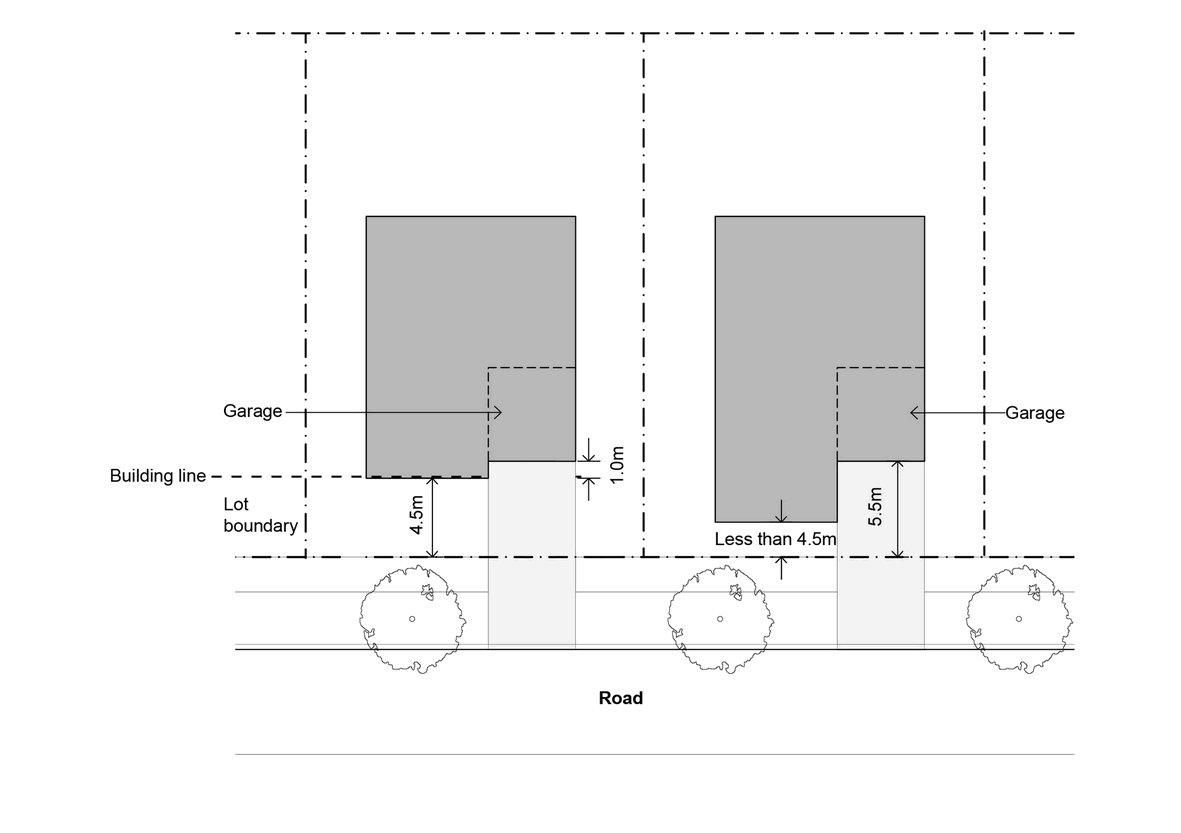 Garage
Garage
1.0m
Building line
Lot
boundary
4.5m
5.5m
Less than 4.5m
Road